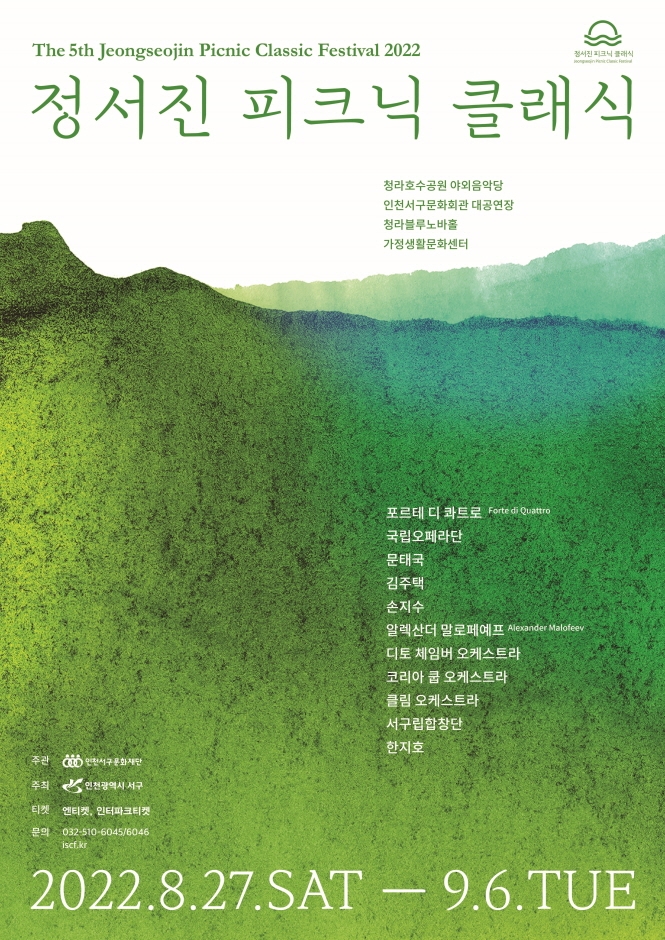 The 5th Jeongseojin Picnic Classic Festival 2022
정서진 피크닉 클래식
Jeongseojin Picnic Classic Festival
정서진 피크닉 클래식
청라호수공원 야외음악당
인천서구문화회관 대공연장
청라블루노바홀
가정생활문화센터
포르테 디 콰트로 Forte di Quattro
국립오페라단
문태국
김주택
손지수
알렉산더 말로페예프 Alexander Malofeev
디토 체임버 오케스트라
코리아 쿱 오케스트라
클림 오케스트라
서구립합창단
한지호
주관 인천서구문화재단
주최 인천광역시 서구
티켓 엔티켓, 인터파크티켓
문의 032-510-6045/6046
iscf.kr
2022.8.27.SAT — 9.6.TUE